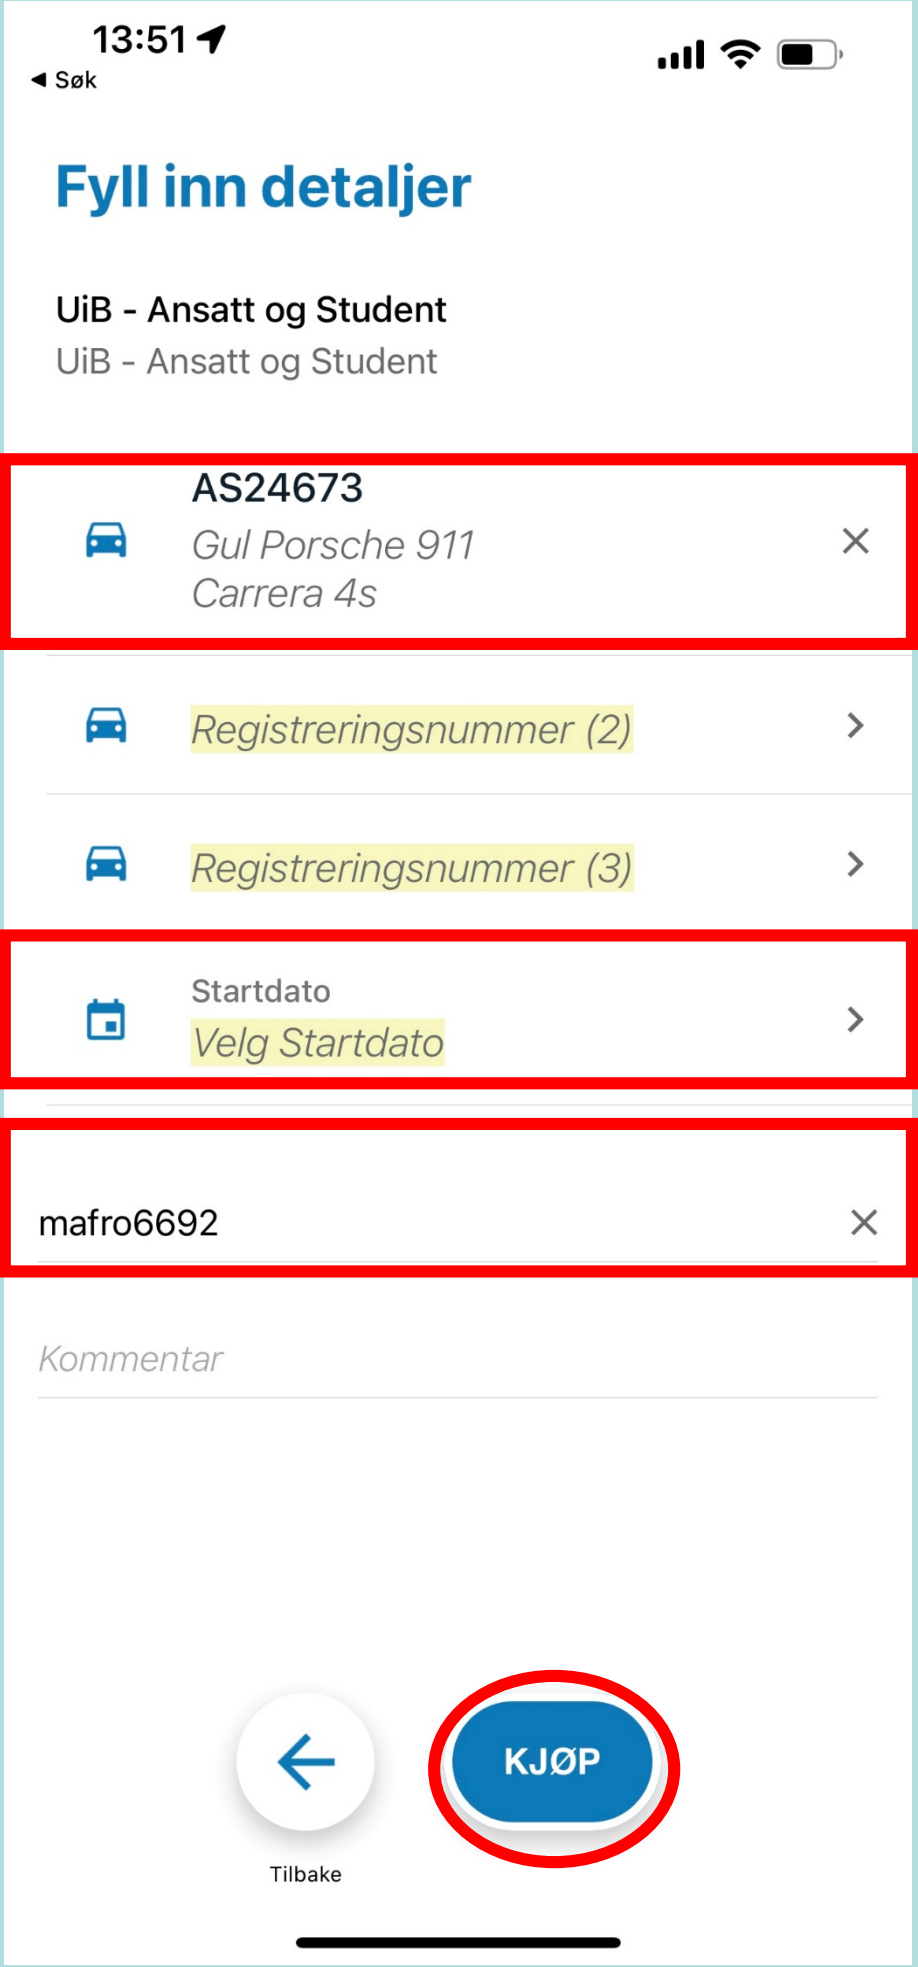 13:51
Søk
Fyll inn detaljer
UiB - Ansatt og Student
UiB - Ansatt og Student
AS24673
Gul Porsche 911
Carrera 4s
Registreringsnummer (2)
Registreringsnummer (3)
Startdato
Velg Startdato
mafro6692
Kommentar
KJØP
Tilbake